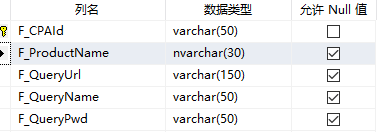 列名 数据类型 允许 Null 值
F_CPAId varchar(50)
F_ProductName nvarchar(30)
F_QueryUrl varchar(150)
F_QueryName varchar(50)
F_QueryPwd varchar(50)